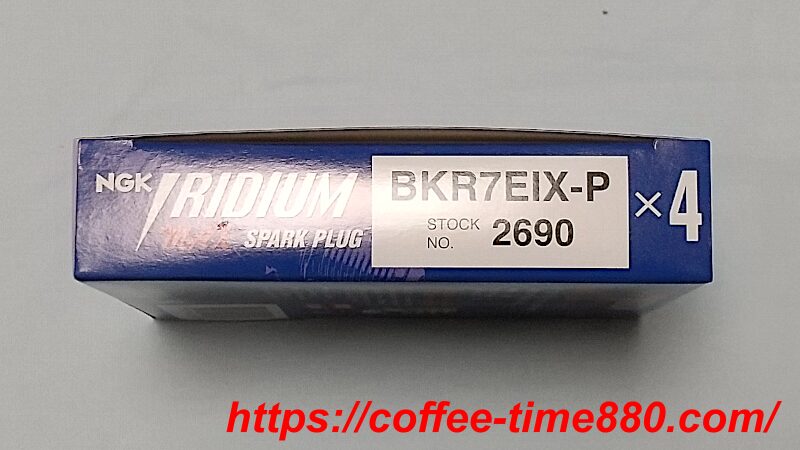 NGK IRIDIUM
SPARK PLUG
BKR7EIX-P
STOCK NO. 2690
×4
https://coffee-time880.com/